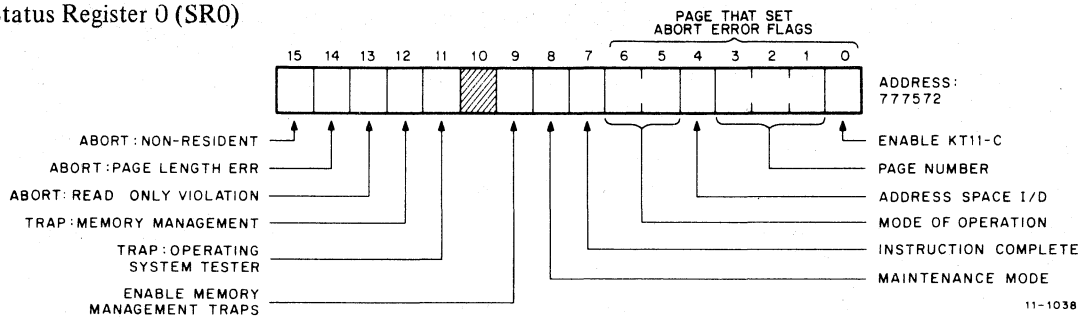 Status Register 0 (SR0)
PAGE THAT SET
ABORT ERROR FLAGS
15 14 13 12 11 10 9 8 7 6 5 4 3 2 1 0
ADDRESS:
777572
ABORT:NON-RESIDENT
ABORT:PAGE LENGTH ERR
ABORT:READ ONLY VIOLATION
TRAP:MEMORY MANAGEMENT
TRAP:OPERATING
SYSTEM TESTER
ENABLE MEMORY
MANAGEMENT TRAPS
ENABLE KT11-C
PAGE NUMBER
ADDRESS SPACE I/D
MODE OF OPERATION
INSTRUCTION COMPLETE
MAINTENANCE MODE
11-1038